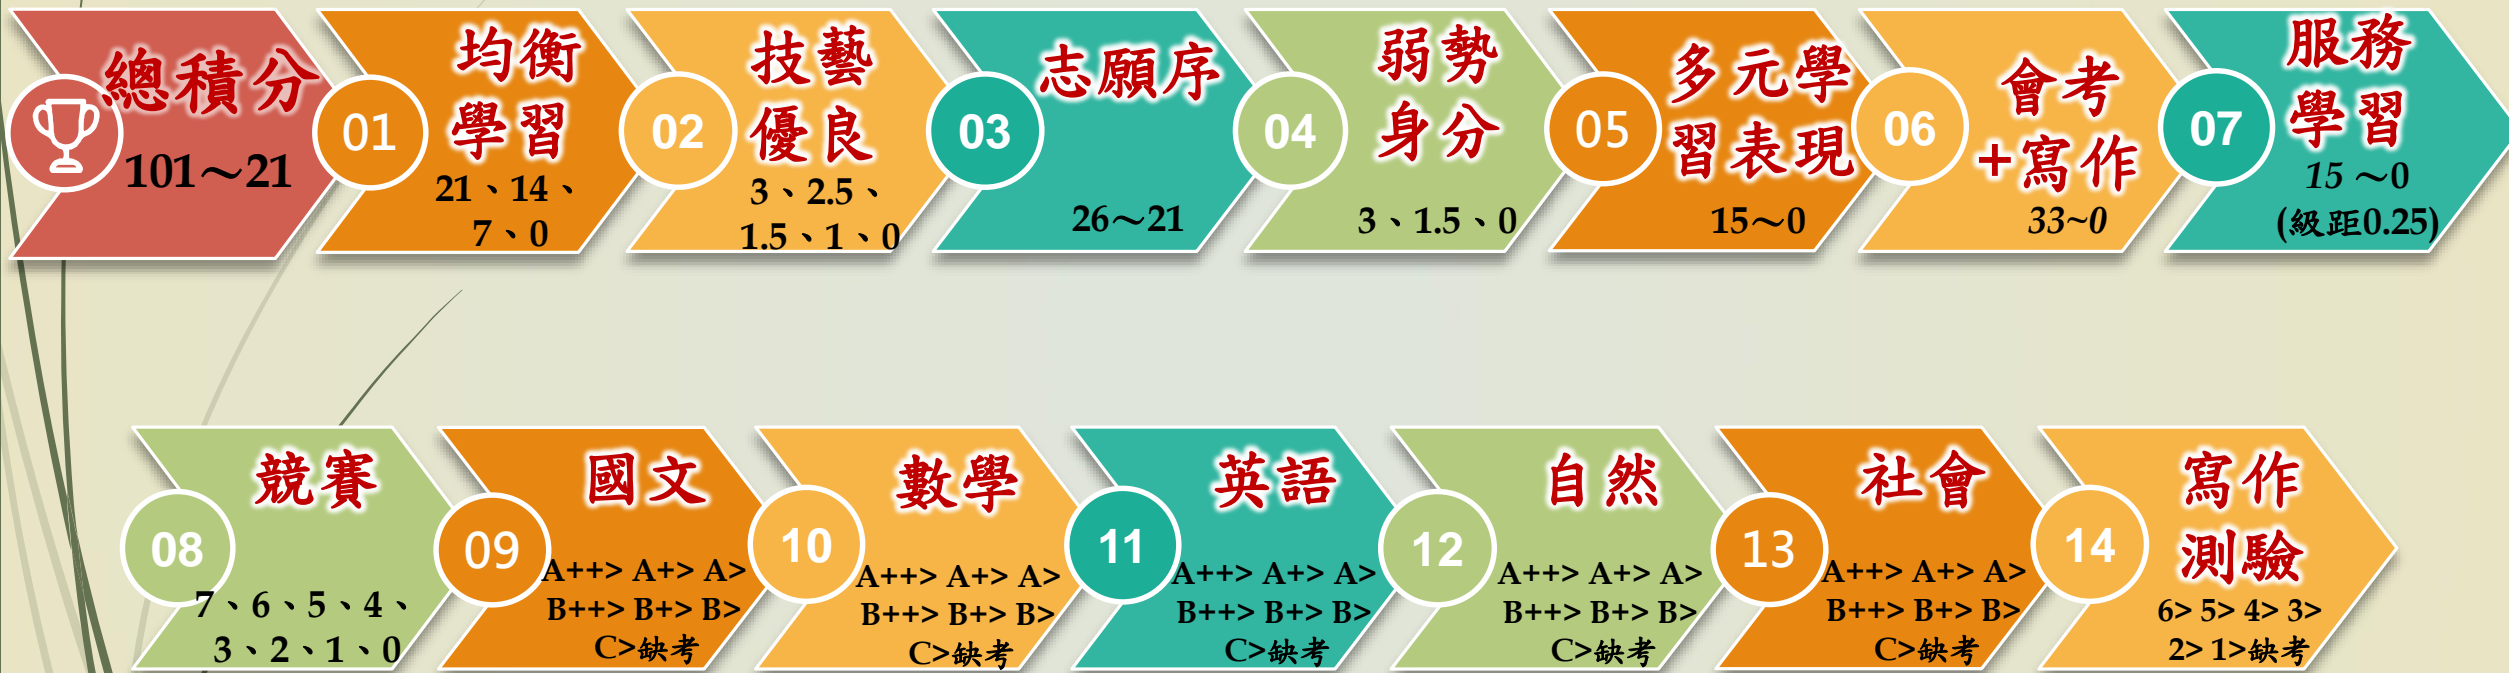 總積分
101～21
01
均衡
學習
21、14、
7、0
02
技藝
優良
3、2.5、
1.5、1、0
03
志願序
26～21
04
弱勢
身分
3、1.5、0
05
多元學
習表現
15～0
06
會考
+寫作
33~0
07
服務
學習
15 ～0
(級距0.25)
08
競賽
7、6、5、4、
3、2、1、0
09
國文
A++> A+> A>
B++> B+> B>
C>缺考
10
數學
A++> A+> A>
B++> B+> B>
C>缺考
11
英語
A++> A+> A>
B++> B+> B>
C>缺考
12
自然
A++> A+> A>
B++> B+> B>
C>缺考
13
社會
A++> A+> A>
B++> B+> B>
C>缺考
14
寫作
測驗
6> 5> 4> 3>
2> 1>缺考